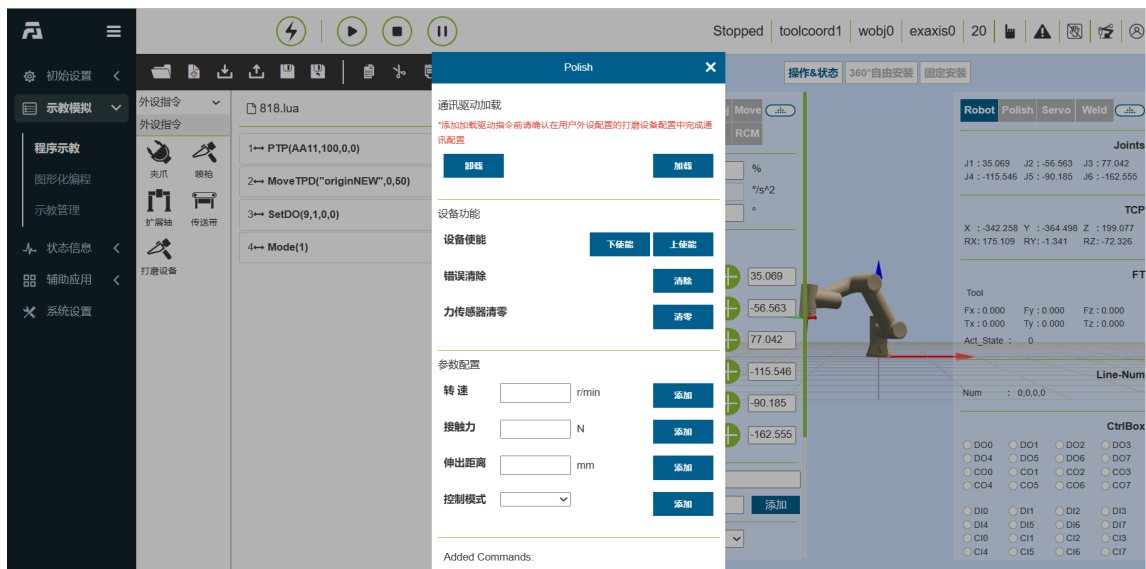 Stopped toolcoord1 wobj0 exaxis0 20
初始设置
示教模拟
程序示教
图形化编程
示教管理
状态信息
辅助应用
系统设置
外设指令
外设指令
夹爪 喷枪
扩展轴 传送带
打磨设备
818.lua
1 PTP(AA11,100,0,0)
2 MoveTPD("originNEW",0,50)
3 SetDO(9,1,0,0)
4 Mode(1)
Polish
通讯驱动加载
*添加加载驱动指令前请确认在用户外设配置的打磨设备配置中完成通
讯配置
卸载 加载
设备功能
设备使能 下使能 上使能
错误清除 清除
力传感器清零 清零
参数配置
转速 r/min 添加
接触力 N 添加
伸出距离 mm 添加
控制模式 添加
Added Commands:
操作&状态 360°自由安装 固定安装
Move
RCM
%
°/s^2
°
35.069
-56.563
77.042
-115.546
-90.185
-162.555
添加
Robot Polish Servo Weld
Joints
J1 : 35.069 J2 : -56.563 J3 : 77.042
J4 : -115.546 J5 : -90.185 J6 : -162.555
TCP
X : -342.258 Y : -364.498 Z : 199.077
RX: 175.109 RY: -1.341 RZ: -72.326
FT
Tool
Fx : 0.000 Fy : 0.000 Fz : 0.000
Tx : 0.000 Ty : 0.000 Tz : 0.000
Act_State : 0
Line-Num
Num : 0,0,0,0
CtrlBox
DO0 DO1 DO2 DO3
DO4 DO5 DO6 DO7
CO0 CO1 CO2 CO3
CO4 CO5 CO6 CO7
DI0 DI1 DI2 DI3
DI4 DI5 DI6 DI7
CI0 CI1 CI2 CI3
CI4 CI5 CI6 CI7